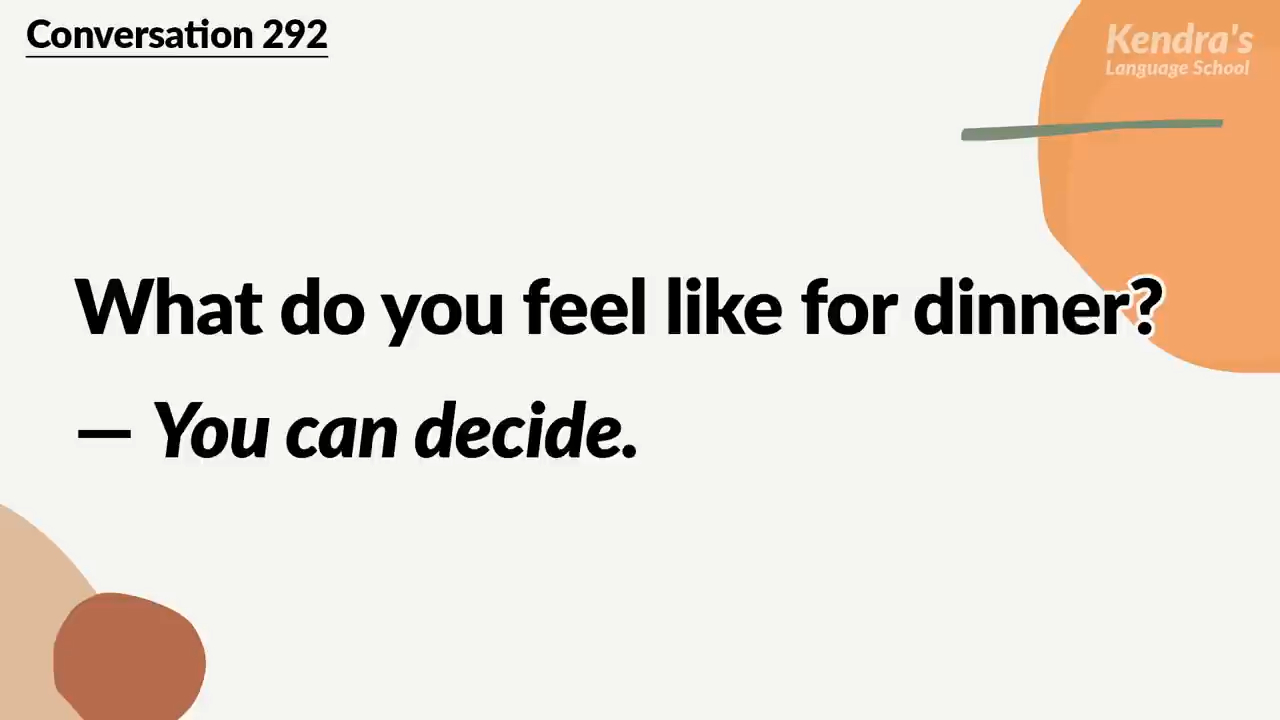 Conversation 292
Kendra's
Language School
What do you feel like for dinner?
— You can decide.